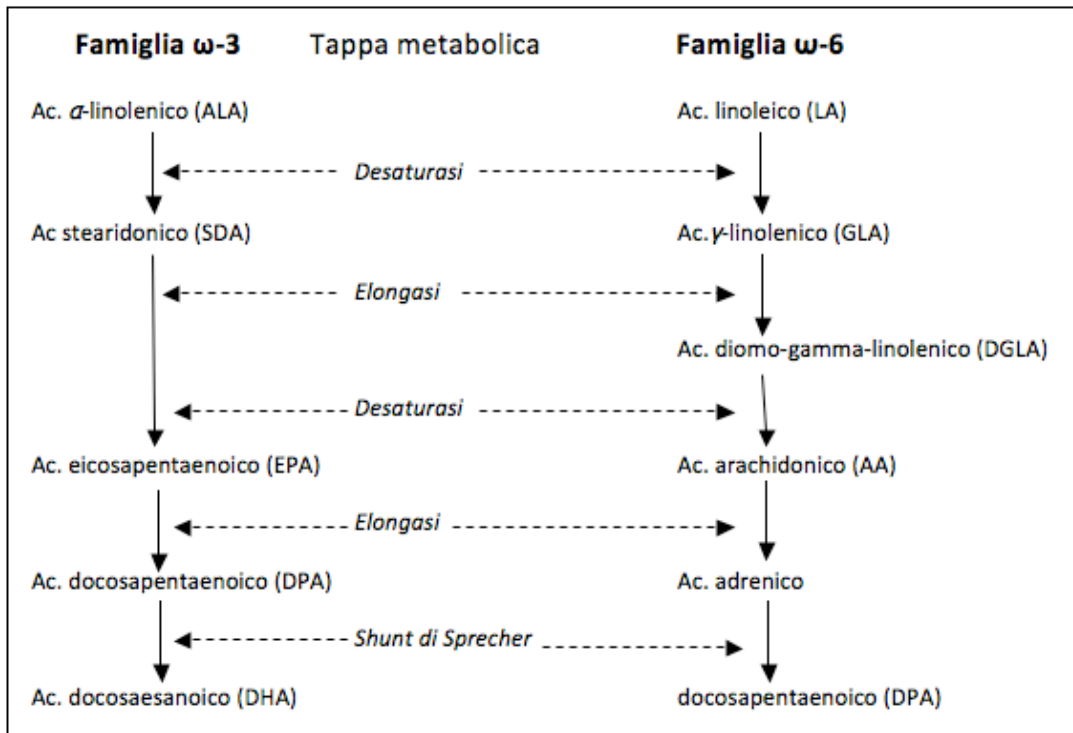 Famiglia ω-3 Tappa metabolica Famiglia ω-6
Ac. α-linolenico (ALA) Ac. linoleico (LA)
Desaturasi
Ac stearidonico (SDA) Ac.γ-linolenico (GLA)
Elongasi
Ac. diomo-gamma-linolenico (DGLA)
Desaturasi
Ac. eicosapentaenoico (EPA) Ac. arachidonico (AA)
Elongasi
Ac. docosapentaenoico (DPA) Ac. adrenico
Shunt di Sprecher
Ac. docosaesanoico (DHA) docosapentaenoico (DPA)